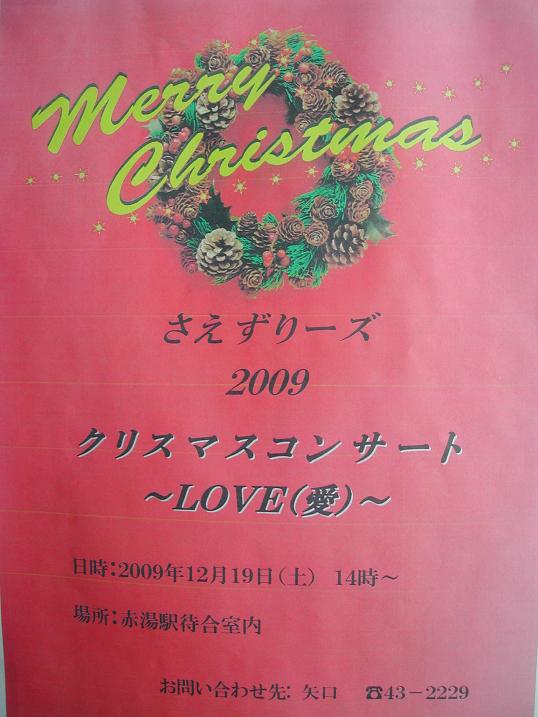 Merry
Christmas
さえずりーズ
2009
クリスマスコンサート
～LOVE(愛)～
日時：2009年12月19日（土） 14時～
場所：赤湯駅待合室内
お問い合わせ先： 矢口 ☎43－2229